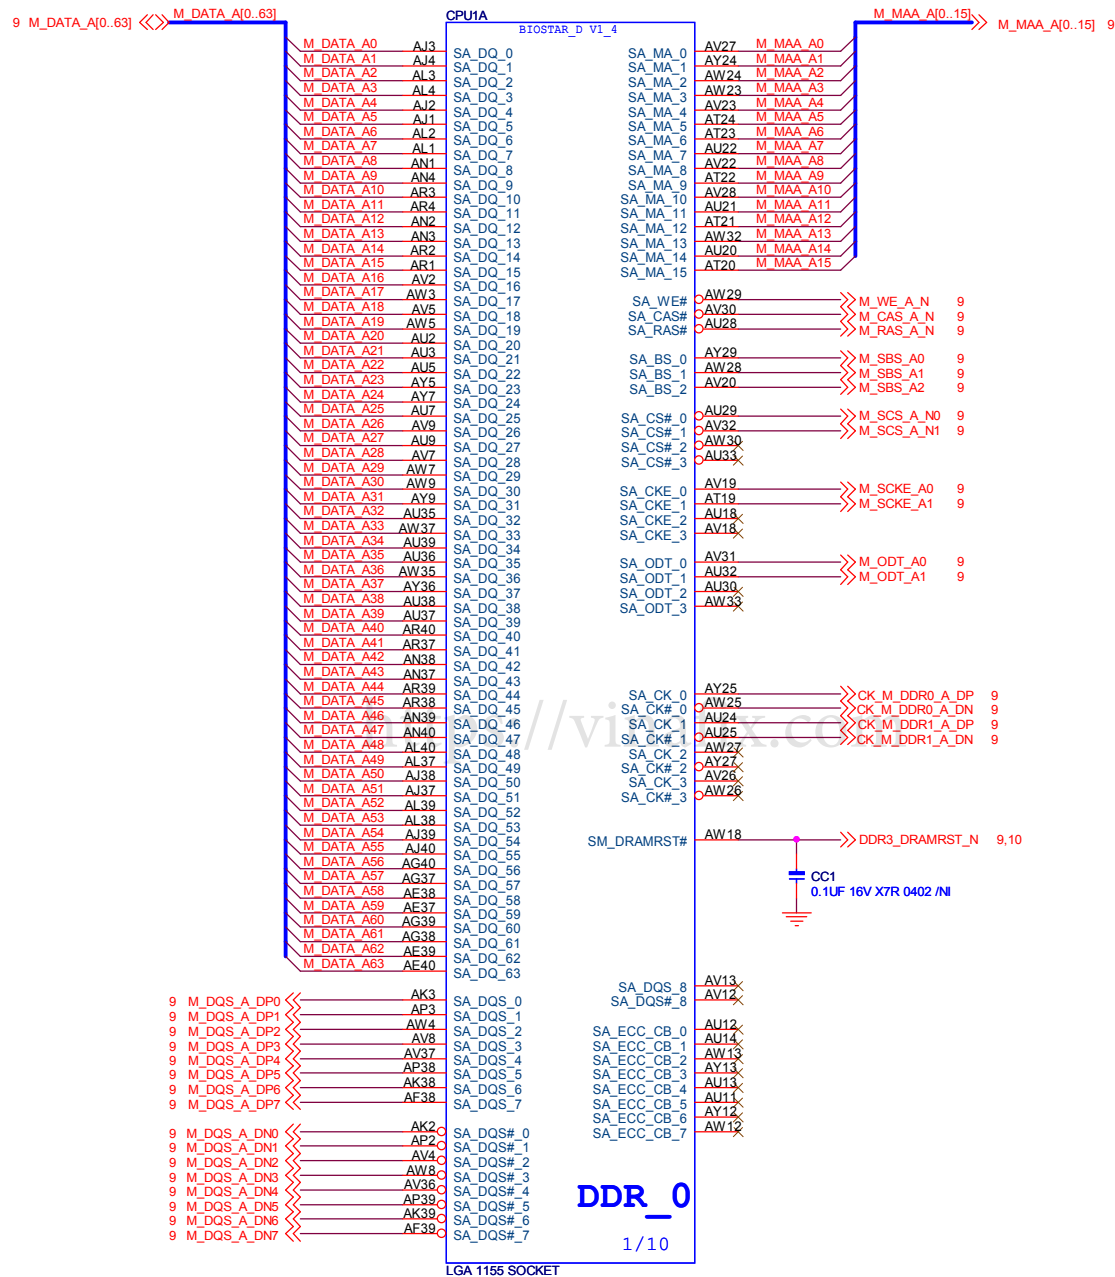 9 M_DATA_A[0..63]
M_DATA_A[0..63]
CPU1A
M_MAA_A[0..15]
M_MAA_A[0..15] 9
BIOSTAR_D V1_4
M_DATA_A0 AJ3 SA_DQ_0
M_DATA_A1 AJ4 SA_DQ_1
M_DATA_A2 AL3 SA_DQ_2
M_DATA_A3 AL4 SA_DQ_3
M_DATA_A4 AJ2 SA_DQ_4
M_DATA_A5 AJ1 SA_DQ_5
M_DATA_A6 AL2 SA_DQ_6
M_DATA_A7 AL1 SA_DQ_7
M_DATA_A8 AN1 SA_DQ_8
M_DATA_A9 AN4 SA_DQ_9
M_DATA_A10 AR3 SA_DQ_10
M_DATA_A11 AR4 SA_DQ_11
M_DATA_A12 AN2 SA_DQ_12
M_DATA_A13 AN3 SA_DQ_13
M_DATA_A14 AR2 SA_DQ_14
M_DATA_A15 AR1 SA_DQ_15
M_DATA_A16 AV2 SA_DQ_16
M_DATA_A17 AW3 SA_DQ_17
M_DATA_A18 AV5 SA_DQ_18
M_DATA_A19 AW5 SA_DQ_19
M_DATA_A20 AU2 SA_DQ_20
M_DATA_A21 AU3 SA_DQ_21
M_DATA_A22 AU5 SA_DQ_22
M_DATA_A23 AY5 SA_DQ_23
M_DATA_A24 AY7 SA_DQ_24
M_DATA_A25 AU7 SA_DQ_25
M_DATA_A26 AV9 SA_DQ_26
M_DATA_A27 AU9 SA_DQ_27
M_DATA_A28 AV7 SA_DQ_28
M_DATA_A29 AW7 SA_DQ_29
M_DATA_A30 AW9 SA_DQ_30
M_DATA_A31 AY9 SA_DQ_31
M_DATA_A32 AU35 SA_DQ_32
M_DATA_A33 AW37 SA_DQ_33
M_DATA_A34 AU39 SA_DQ_34
M_DATA_A35 AU36 SA_DQ_35
M_DATA_A36 AW35 SA_DQ_36
M_DATA_A37 AY36 SA_DQ_37
M_DATA_A38 AU38 SA_DQ_38
M_DATA_A39 AU37 SA_DQ_39
M_DATA_A40 AR40 SA_DQ_40
M_DATA_A41 AR37 SA_DQ_41
M_DATA_A42 AN38 SA_DQ_42
M_DATA_A43 AN37 SA_DQ_43
M_DATA_A44 AR39 SA_DQ_44
M_DATA_A45 AR38 SA_DQ_45
M_DATA_A46 AN39 SA_DQ_46
M_DATA_A47 AN40 SA_DQ_47
M_DATA_A48 AL40 SA_DQ_48
M_DATA_A49 AL37 SA_DQ_49
M_DATA_A50 AJ38 SA_DQ_50
M_DATA_A51 AJ37 SA_DQ_51
M_DATA_A52 AL39 SA_DQ_52
M_DATA_A53 AL38 SA_DQ_53
M_DATA_A54 AJ39 SA_DQ_54
M_DATA_A55 AJ40 SA_DQ_55
M_DATA_A56 AG40 SA_DQ_56
M_DATA_A57 AG37 SA_DQ_57
M_DATA_A58 AE38 SA_DQ_58
M_DATA_A59 AE37 SA_DQ_59
M_DATA_A60 AG39 SA_DQ_60
M_DATA_A61 AG38 SA_DQ_61
M_DATA_A62 AE39 SA_DQ_62
M_DATA_A63 AE40 SA_DQ_63
9 M_DQS_A_DP0 AK3 SA_DQS_0
9 M_DQS_A_DP1 AP3 SA_DQS_1
9 M_DQS_A_DP2 AW4 SA_DQS_2
9 M_DQS_A_DP3 AV8 SA_DQS_3
9 M_DQS_A_DP4 AV37 SA_DQS_4
9 M_DQS_A_DP5 AP38 SA_DQS_5
9 M_DQS_A_DP6 AK38 SA_DQS_6
9 M_DQS_A_DP7 AF38 SA_DQS_7
9 M_DQS_A_DN0 AK2 SA_DQS#_0
9 M_DQS_A_DN1 AP2 SA_DQS#_1
9 M_DQS_A_DN2 AV4 SA_DQS#_2
9 M_DQS_A_DN3 AW8 SA_DQS#_3
9 M_DQS_A_DN4 AV36 SA_DQS#_4
9 M_DQS_A_DN5 AP39 SA_DQS#_5
9 M_DQS_A_DN6 AK39 SA_DQS#_6
9 M_DQS_A_DN7 AF39 SA_DQS#_7
SA_MA_0 AV27 M_MAA_A0
SA_MA_1 AY24 M_MAA_A1
SA_MA_2 AW24 M_MAA_A2
SA_MA_3 AW23 M_MAA_A3
SA_MA_4 AV23 M_MAA_A4
SA_MA_5 AT24 M_MAA_A5
SA_MA_6 AT23 M_MAA_A6
SA_MA_7 AU22 M_MAA_A7
SA_MA_8 AV22 M_MAA_A8
SA_MA_9 AT22 M_MAA_A9
SA_MA_10 AV28 M_MAA_A10
SA_MA_11 AU21 M_MAA_A11
SA_MA_12 AT21 M_MAA_A12
SA_MA_13 AW32 M_MAA_A13
SA_MA_14 AU20 M_MAA_A14
SA_MA_15 AT20 M_MAA_A15
SA_WE# AW29 M_WE_A_N 9
SA_CAS# AV30 M_CAS_A_N 9
SA_RAS# AU28 M_RAS_A_N 9
SA_BS_0 AY29 M_SBS_A0 9
SA_BS_1 AW28 M_SBS_A1 9
SA_BS_2 AV20 M_SBS_A2 9
SA_CS#_0 AU29 M_SCS_A_N0 9
SA_CS#_1 AV32 M_SCS_A_N1 9
SA_CS#_2 AW30
SA_CS#_3 AU33
SA_CKE_0 AV19 M_SCKE_A0 9
SA_CKE_1 AT19 M_SCKE_A1 9
SA_CKE_2 AU18
SA_CKE_3 AV18
SA_ODT_0 AV31 M_ODT_A0 9
SA_ODT_1 AU32 M_ODT_A1 9
SA_ODT_2 AU30
SA_ODT_3 AW33
SA_CK_0 AY25 CK_M_DDR0_A_DP 9
SA_CK#_0 AW25 CK_M_DDR0_A_DN 9
SA_CK_1 AU24 CK_M_DDR1_A_DP 9
SA_CK#_1 AU25 CK_M_DDR1_A_DN 9
SA_CK_2 AW27
SA_CK#_2 AY27
SA_CK_3 AV26
SA_CK#_3 AW26
SM_DRAMRST# AW18 DDR3_DRAMRST_N 9,10
CC1
0.1UF 16V X7R 0402 /NI
SA_DQS_8 AV13
SA_DQS#_8 AV12
SA_ECC_CB_0 AU12
SA_ECC_CB_1 AU14
SA_ECC_CB_2 AW13
SA_ECC_CB_3 AY13
SA_ECC_CB_4 AU13
SA_ECC_CB_5 AU11
SA_ECC_CB_6 AY12
SA_ECC_CB_7 AW12
DDR_0
1/10
LGA 1155 SOCKET